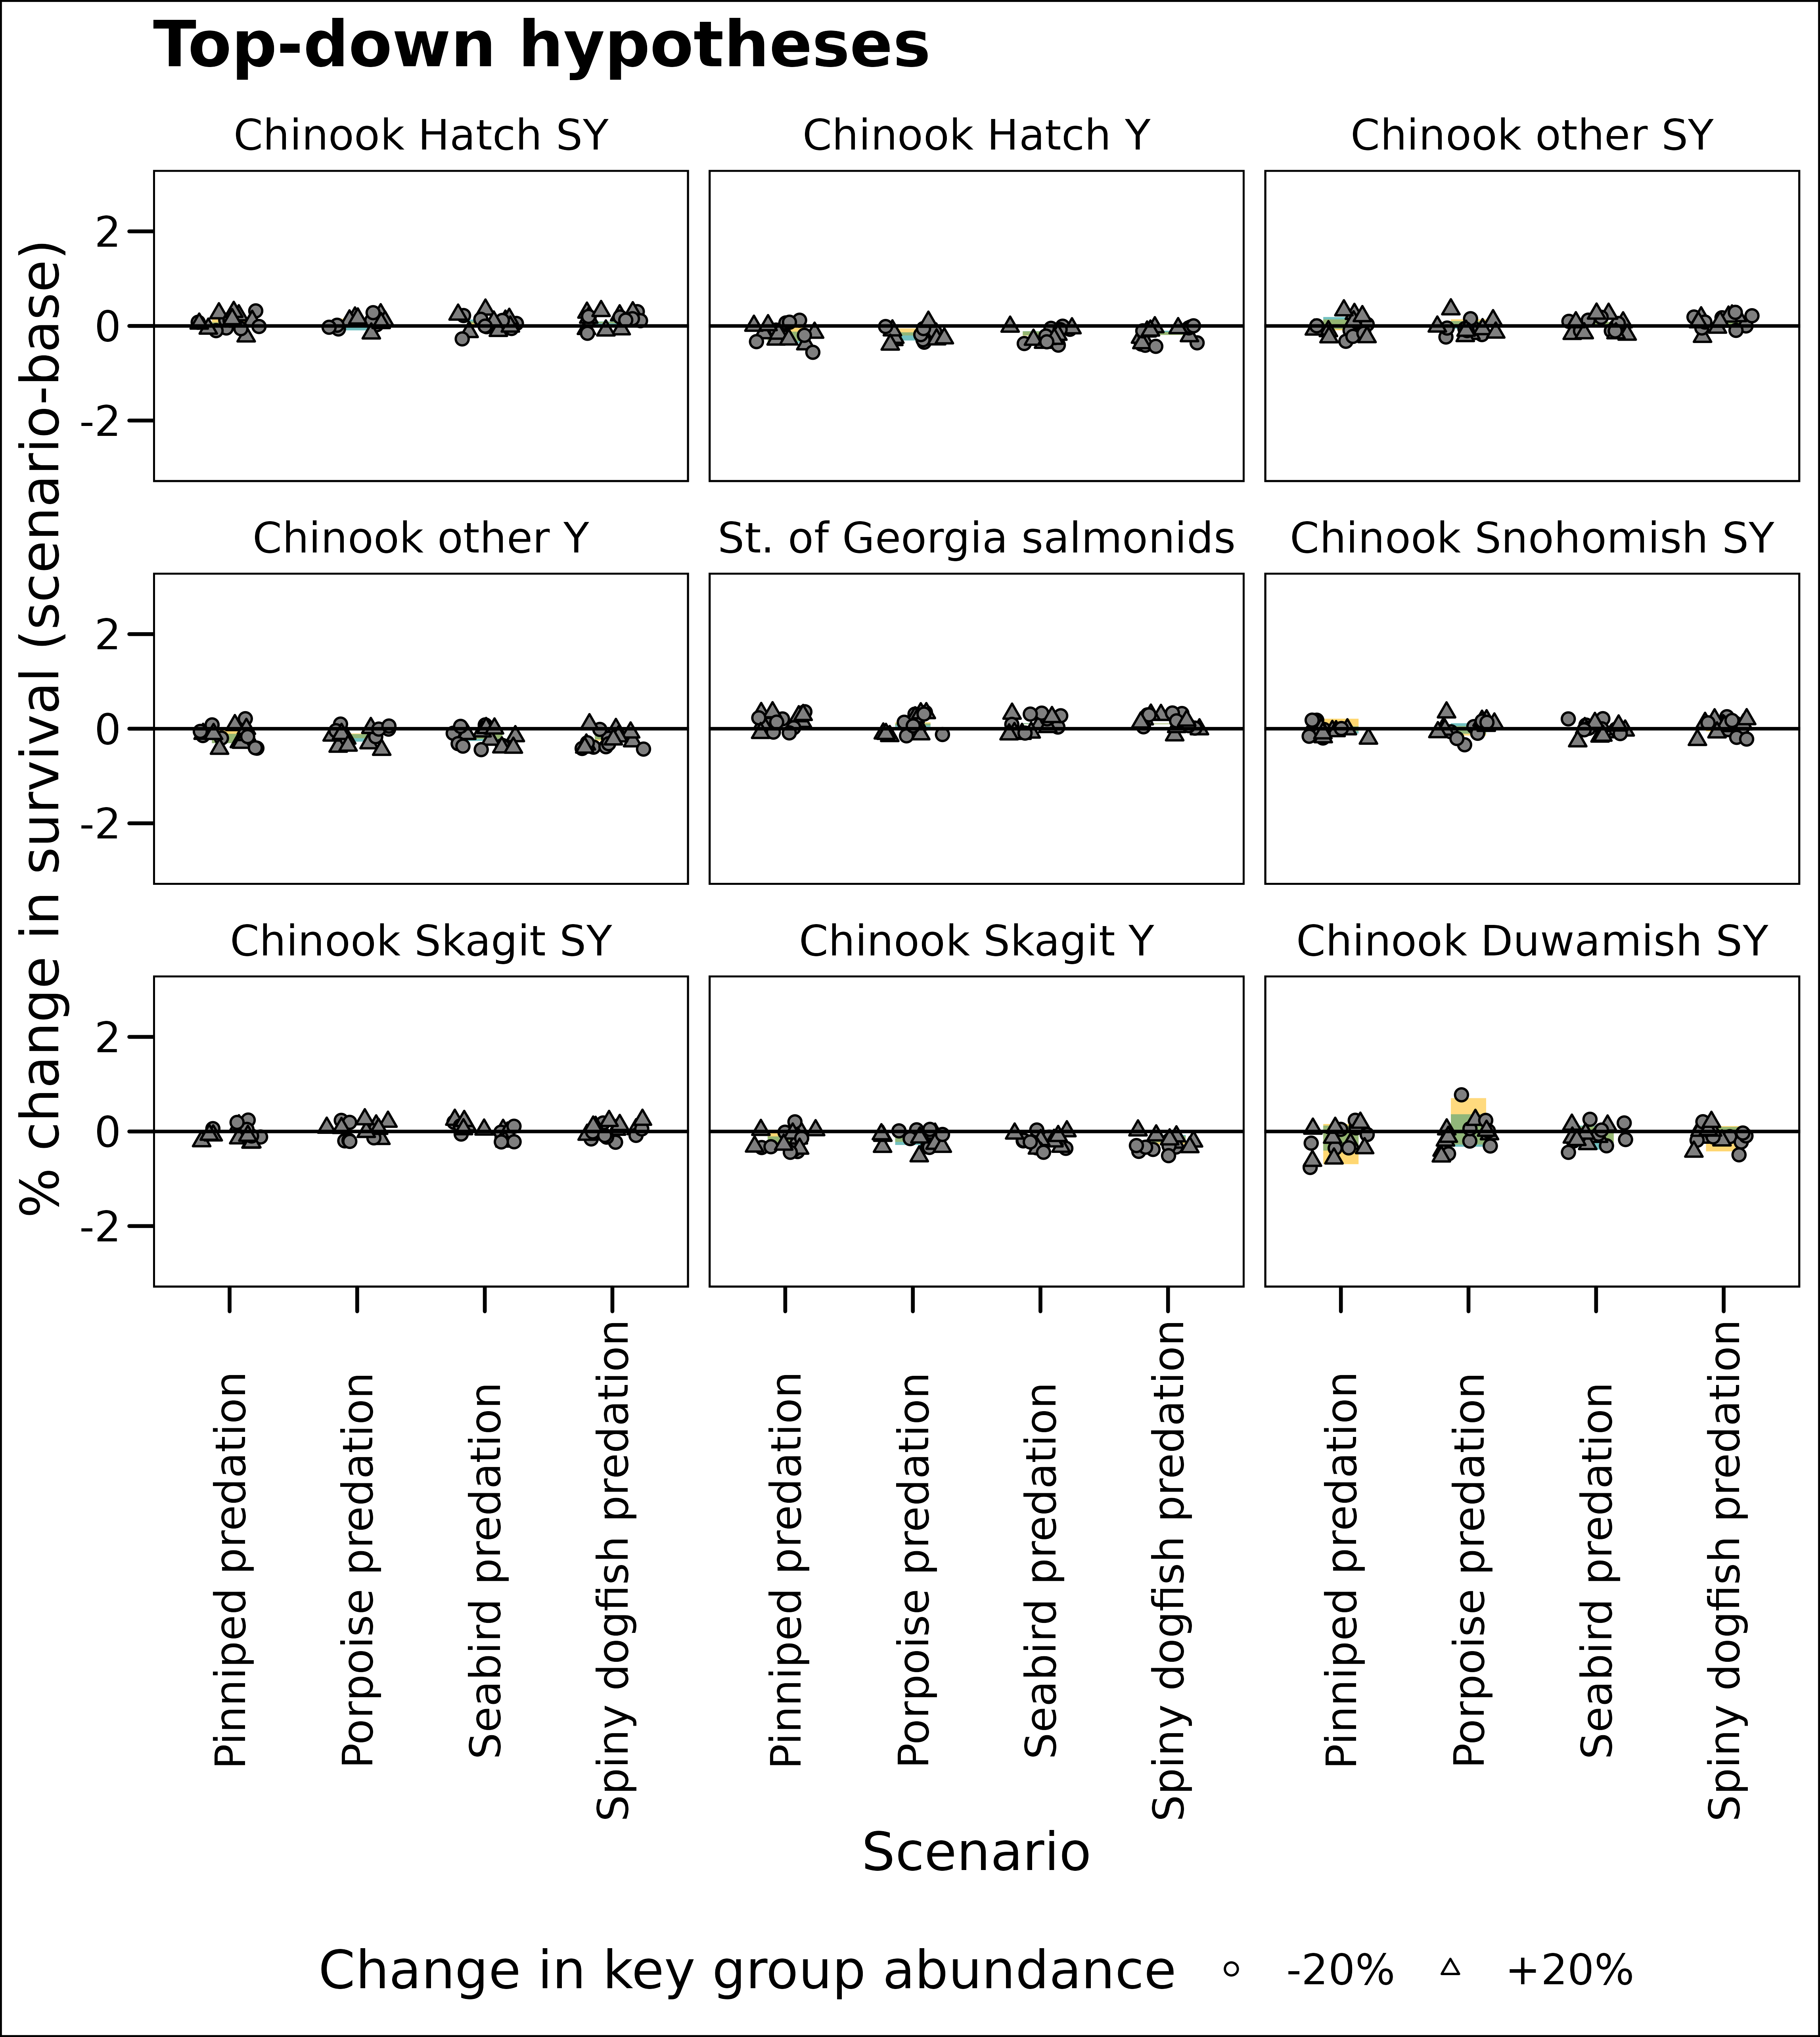 Top-down hypotheses
Chinook Hatch SY
Chinook Hatch Y
Chinook other SY
2
0
-2
Chinook other Y
St. of Georgia salmonids
Chinook Snohomish SY
2
0
-2
Chinook Skagit SY
Chinook Skagit Y
Chinook Duwamish SY
2
0
-2
% change in survival (scenario-base)
Pinniped predation
Porpoise predation
Seabird predation
Spiny dogfish predation
Pinniped predation
Porpoise predation
Seabird predation
Spiny dogfish predation
Pinniped predation
Porpoise predation
Seabird predation
Spiny dogfish predation
Scenario
Change in key group abundance -20% +20%